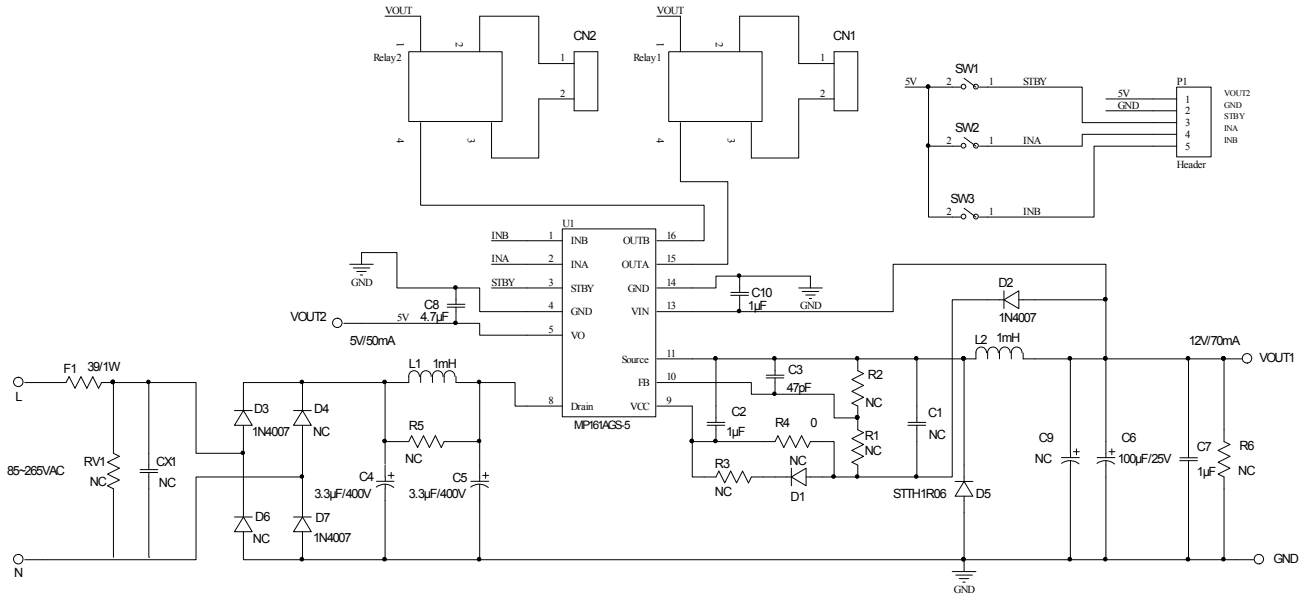 VOUT
VOUT
1
2
Relay2
CN2
1
2
4
3
1
2
Relay1
CN1
1
2
4
3
5V
SW1
2
1
STBY
SW2
2
1
INA
SW3
2
1
INB
P1
5V
GND
1
2
3
4
5
VOUT2
GND
STBY
INA
INB
Header
U1
INB 1 INB
INA 2 INA
STBY 3 STBY
4 GND
5 VO
8 Drain
OUTB 16
OUTA 15
GND 14
VIN 13
Source 11
FB 10
VCC 9
MP161AGS-5
GND
C8
4.7µF
VOUT2
5V
5V/50mA
C10
1µF
GND
D2
1N4007
L2 1mH
12V/70mA
VOUT1
F1 39/1W
L
85~265VAC
RV1
NC
CX1
NC
N
D3
1N4007
D4
NC
D6
NC
D7
1N4007
L1 1mH
R5
NC
C4
3.3µF/400V
C5
3.3µF/400V
C3
47pF
R2
NC
C2
1µF
R4 0
NC
R1
NC
C1
NC
R3
NC
D1
STTH1R06
D5
C9
NC
C6
100µF/25V
C7
1µF
R6
NC
GND
GND